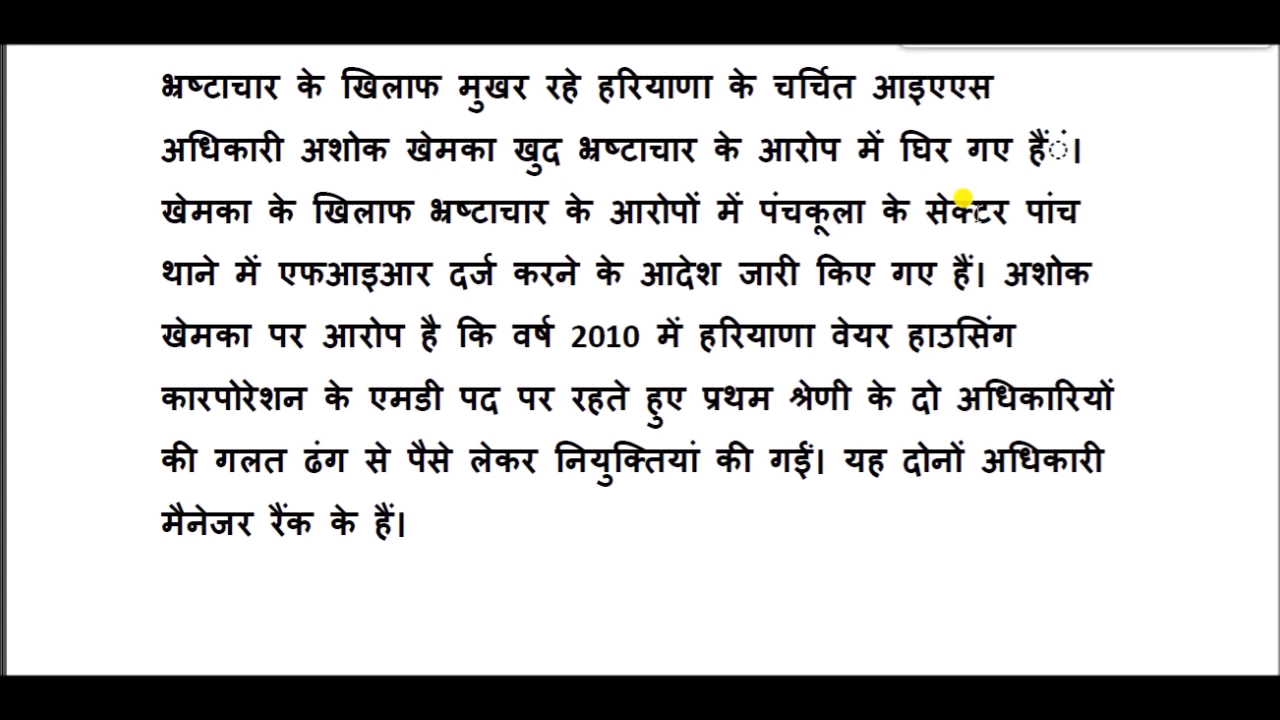 भ्रष्टाचार के खिलाफ मुखर रहे हरियाणा के चर्चित आइएएस
अधिकारी अशोक खेमका खुद भ्रष्टाचार के आरोप में घिर गए हैंं।
खेमका के खिलाफ भ्रष्टाचार के आरोपों में पंचकूला के सेक्टर पांच
थाने में एफआइआर दर्ज करने के आदेश जारी किए गए हैं। अशोक
खेमका पर आरोप है कि वर्ष 2010 में हरियाणा वेयर हाउसिंग
कारपोरेशन के एमडी पद पर रहते हुए प्रथम श्रेणी के दो अधिकारियों
की गलत ढंग से पैसे लेकर नियुक्तियां की गईं। यह दोनों अधिकारी
मैनेजर रैंक के हैं।